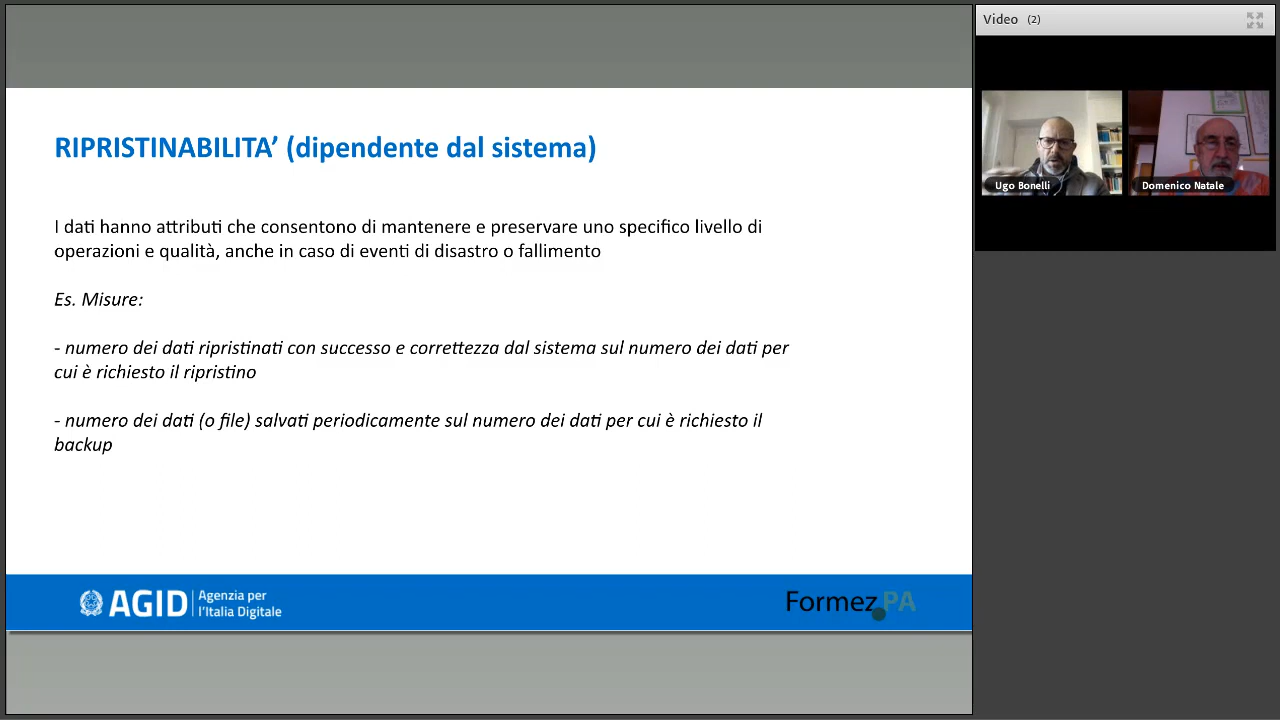 Video (2)
Ugo Bonelli
Domenico Natale
RIPRISTINABILITA’ (dipendente dal sistema)
I dati hanno attributi che consentono di mantenere e preservare uno specifico livello di
operazioni e qualità, anche in caso di eventi di disastro o fallimento
Es. Misure:
- numero dei dati ripristinati con successo e correttezza dal sistema sul numero dei dati per
cui è richiesto il ripristino
- numero dei dati (o file) salvati periodicamente sul numero dei dati per cui è richiesto il
backup
AGID
Agenzia per
l’Italia Digitale
Formez PA